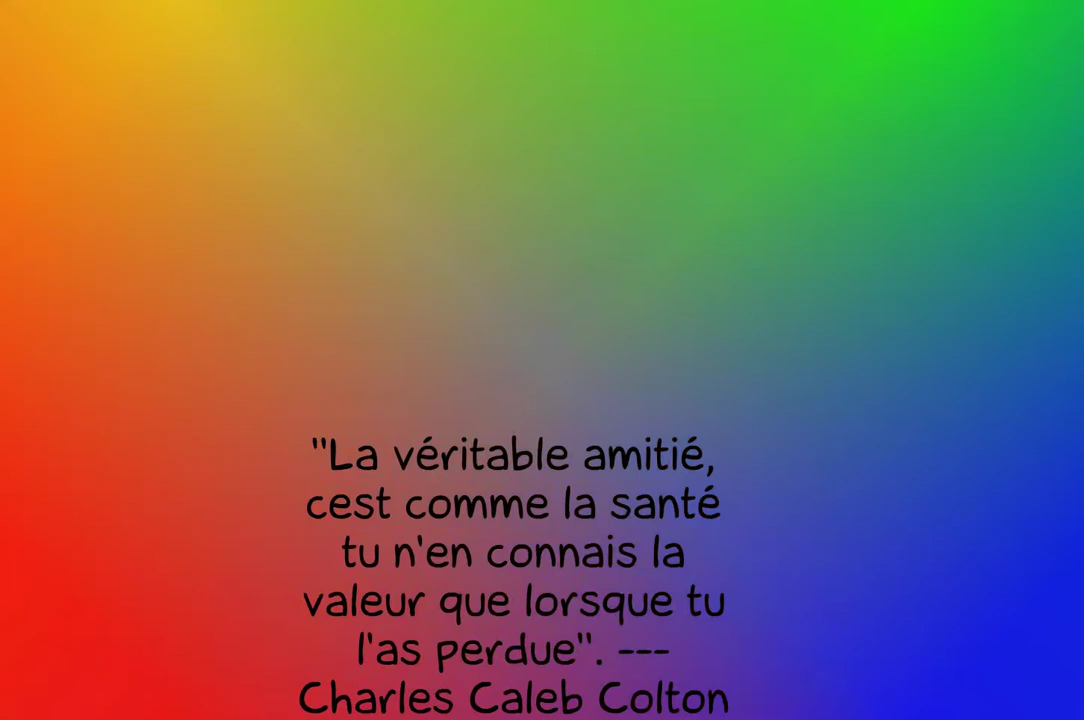 "La véritable amitié,
cest comme la santé
tu n'en connais la
valeur que lorsque tu
l'as perdue". ---
Charles Caleb Colton